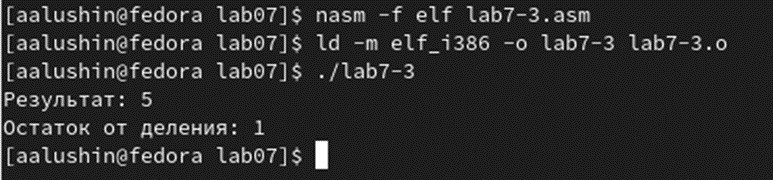 [aalushin@fedora lab07]$ nasm -f elf lab7-3.asm
[aalushin@fedora lab07]$ ld -m elf_i386 -o lab7-3 lab7-3.o
[aalushin@fedora lab07]$ ./lab7-3
Результат: 5
Остаток от деления: 1
[aalushin@fedora lab07]$